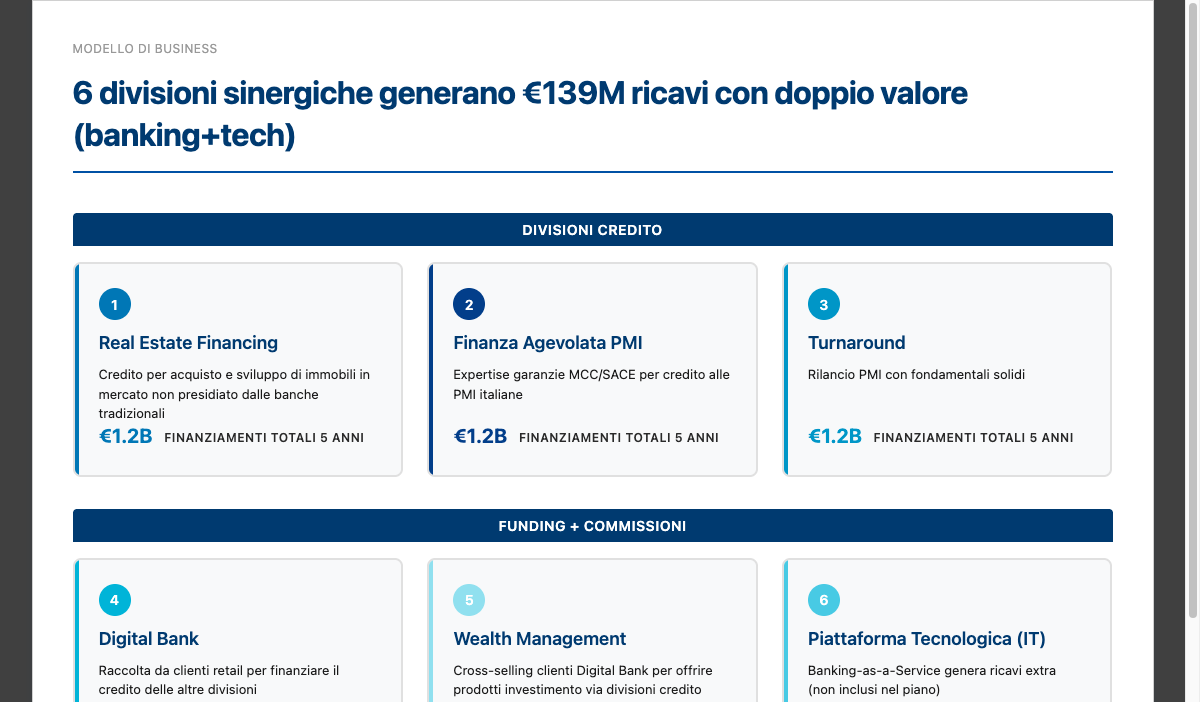 MODELLO DI BUSINESS
6 divisioni sinergiche generano €139M ricavi con doppio valore
(banking+tech)
DIVISIONI CREDITO
1
Real Estate Financing
Credito per acquisto e sviluppo di immobili in
mercato non presidiato dalle banche
tradizionali
€1.2B FINANZIAMENTI TOTALI 5 ANNI
2
Finanza Agevolata PMI
Expertise garanzie MCC/SACE per credito alle
PMI italiane
€1.2B FINANZIAMENTI TOTALI 5 ANNI
3
Turnaround
Rilancio PMI con fondamentali solidi
€1.2B FINANZIAMENTI TOTALI 5 ANNI
FUNDING + COMMISSIONI
4
Digital Bank
Raccolta da clienti retail per finanziare il
credito delle altre divisioni
5
Wealth Management
Cross-selling clienti Digital Bank per offrire
prodotti investimento via divisioni credito
6
Piattaforma Tecnologica (IT)
Banking-as-a-Service genera ricavi extra
(non inclusi nel piano)